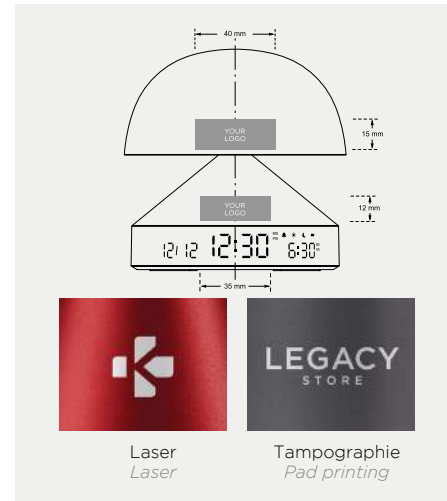 40 mm
YOUR
LOGO
15 mm
YOUR
LOGO
12 mm
12/ 12 12:30 6:30
35 mm
LEGACY
STORE
Laser
Tampographie
Laser
Pad printing